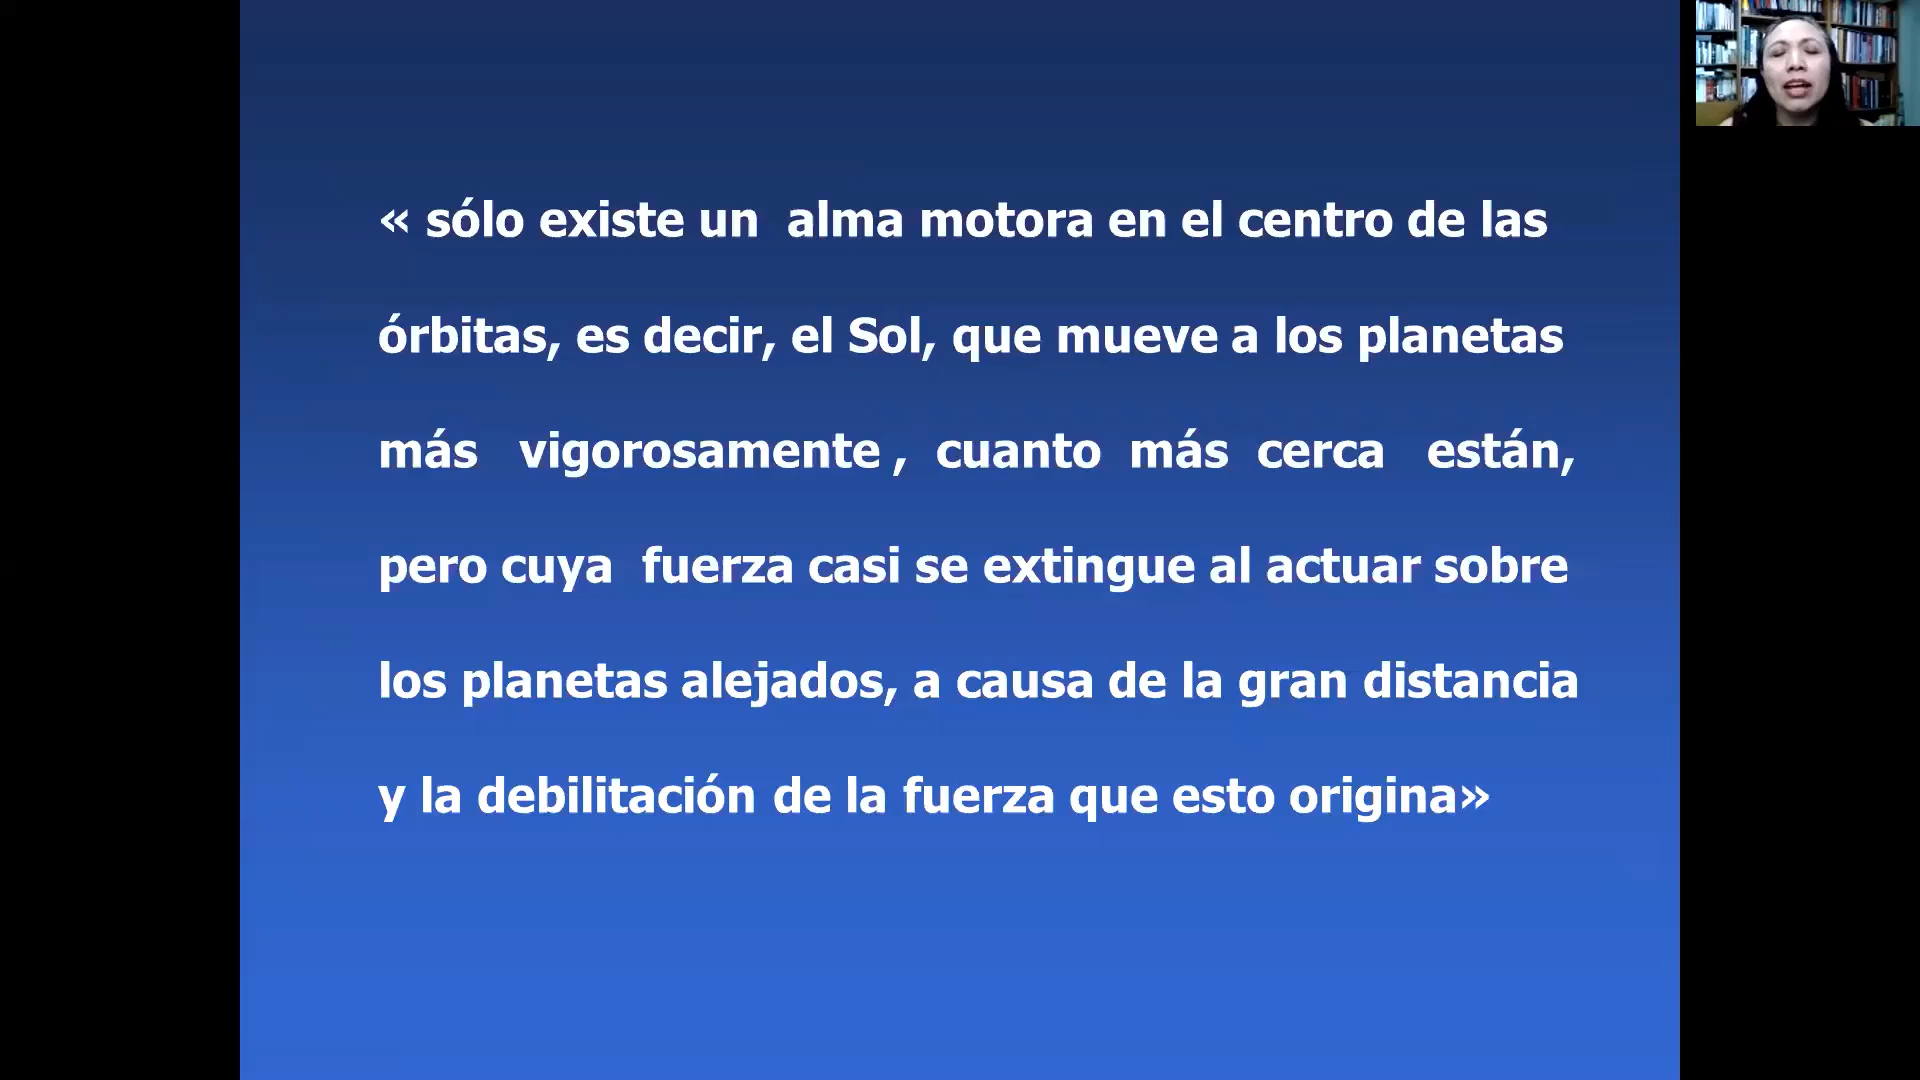 « sólo existe un alma motora en el centro de las
órbitas, es decir, el Sol, que mueve a los planetas
más vigorosamente , cuanto más cerca están,
pero cuya fuerza casi se extingue al actuar sobre
los planetas alejados, a causa de la gran distancia
y la debilitación de la fuerza que esto origina»